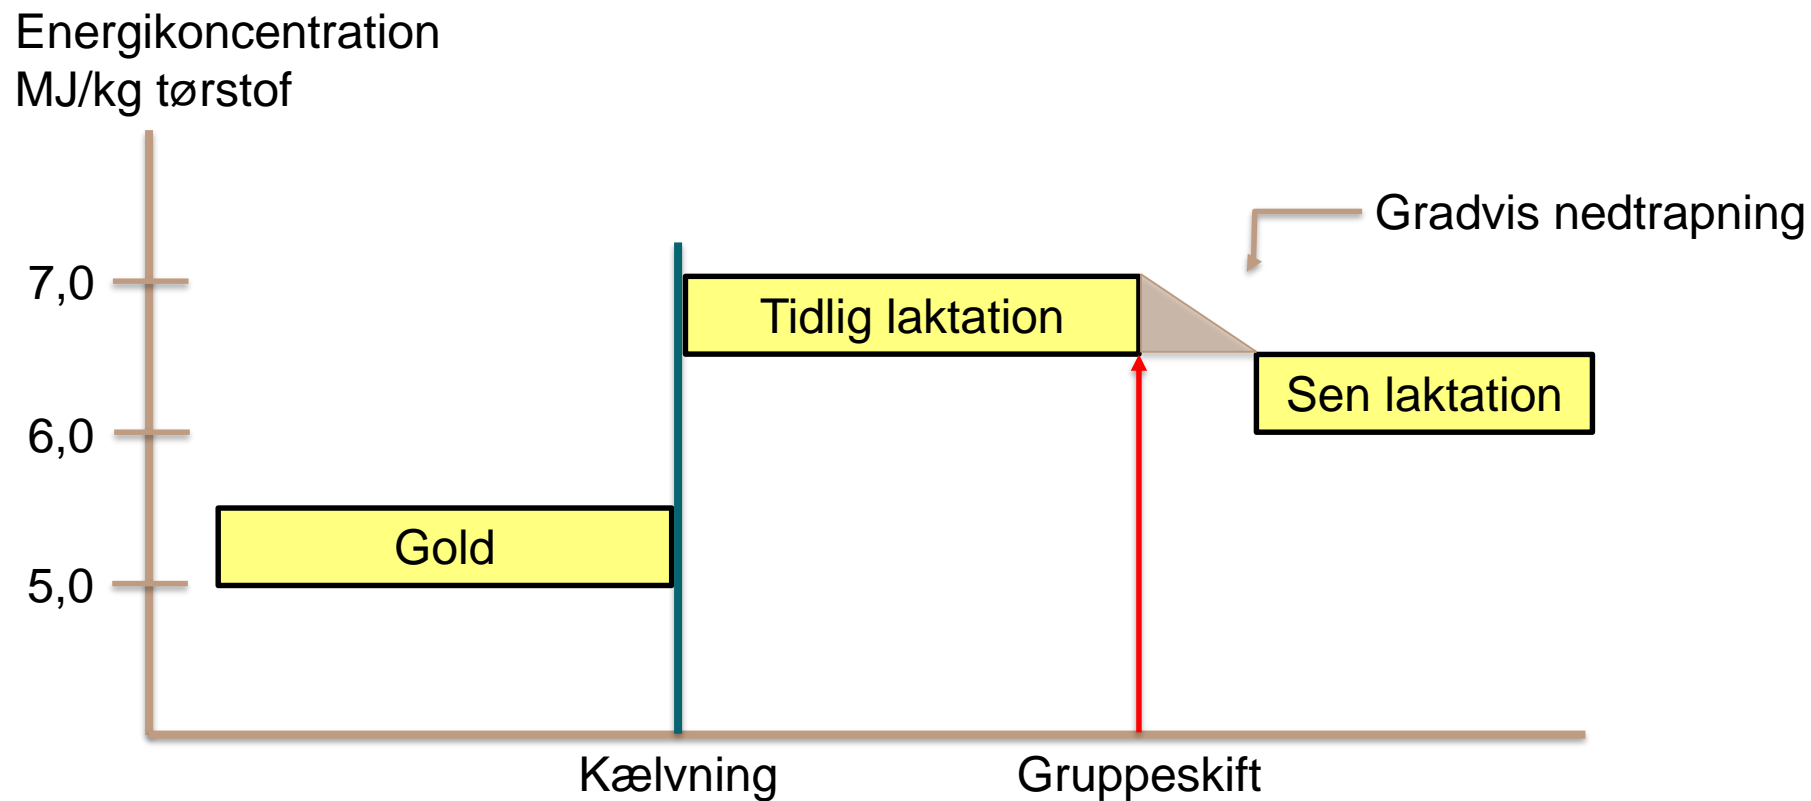 Energikoncentration
MJ/kg tørstof
Gradvis nedtrapning
7,0
Tidlig laktation
Sen laktation
6,0
Gold
5,0
Kælvning
Gruppeskift